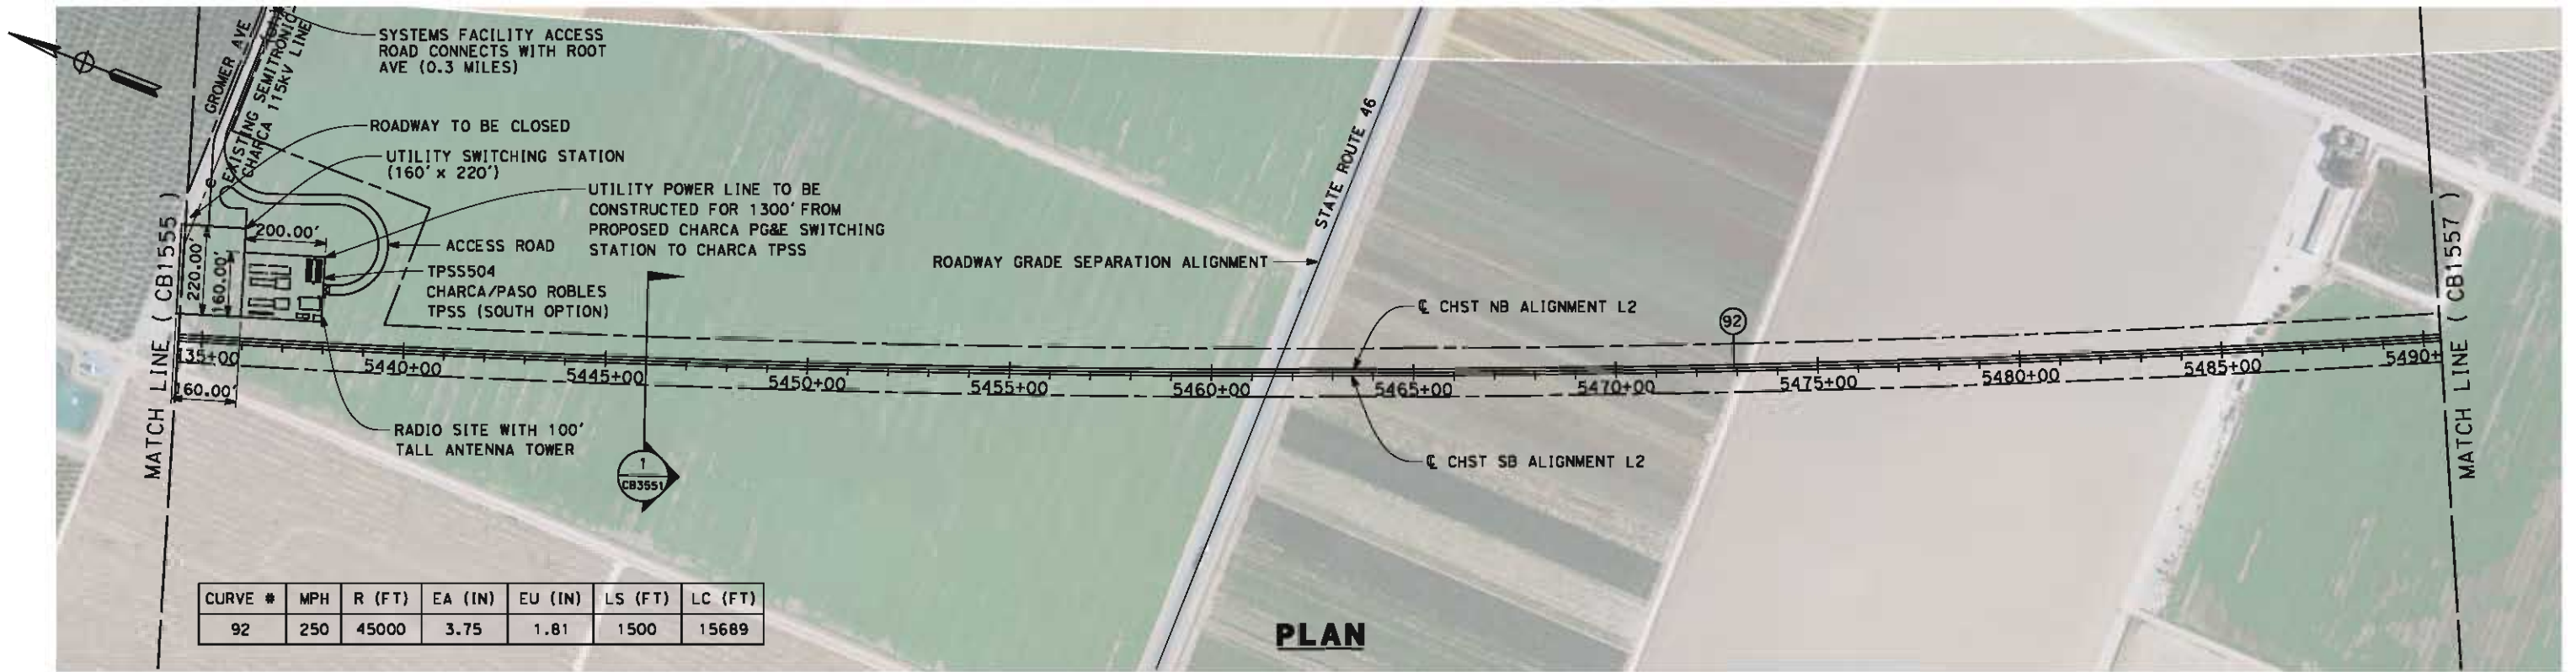 SYSTEMS FACILITY ACCESS
ROAD CONNECTS WITH ROOT
AVE (0.3 MILES)
GROMER AVE
EXISTING SEMITRONIC-
CHARCA 115kV LINE
ROADWAY TO BE CLOSED
UTILITY SWITCHING STATION
(160' x 220')
UTILITY POWER LINE TO BE
CONSTRUCTED FOR 1300' FROM
PROPOSED CHARCA PG&E SWITCHING
STATION TO CHARCA TPSS
200.00'
220.00'
160.00'
ACCESS ROAD
TPSS504
CHARCA/PASO ROBLES
TPSS (SOUTH OPTION)
MATCH LINE ( CB1555 )
STATE ROUTE 46
ROADWAY GRADE SEPARATION ALIGNMENT
℄ CHST NB ALIGNMENT L2
92
MATCH LINE ( CB1557 )
135+00
5440+00
5445+00
5450+00
5455+00
5460+00
5465+00
5470+00
5475+00
5480+00
5485+00
5490+
160.00'
RADIO SITE WITH 100'
TALL ANTENNA TOWER
1
CB3551
℄ CHST SB ALIGNMENT L2
CURVE # MPH R (FT) EA (IN) EU (IN) LS (FT) LC (FT)
92 250 45000 3.75 1.81 1500 15689
PLAN